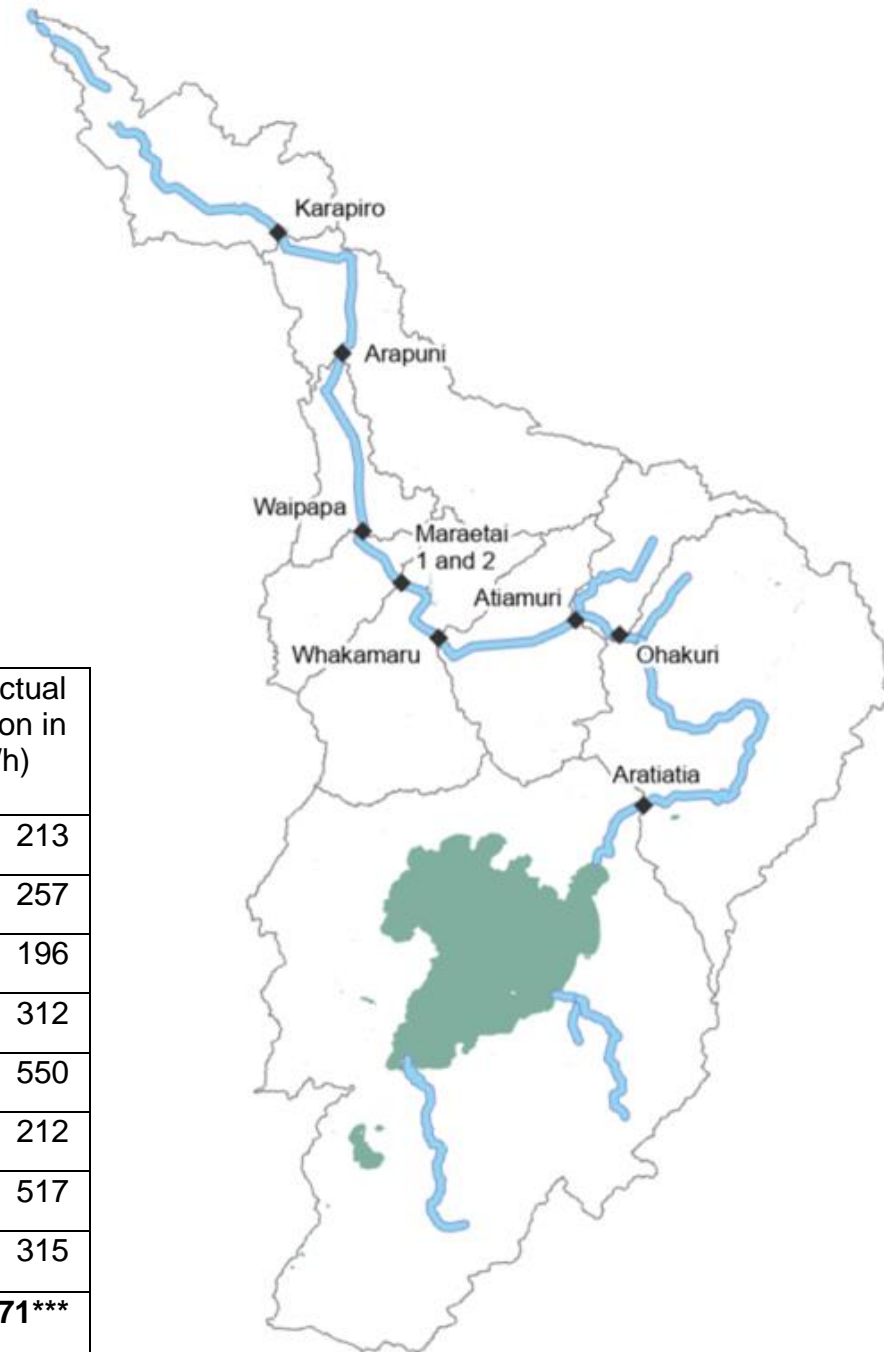 ctual
on in
/h)
213
257
196
312
550
212
517
315
71***
Karapiro
Arapuni
Waipapa
Maraetai
1 and 2
Atiamuri
Whakamaru
Ohakuri
Aratiatia